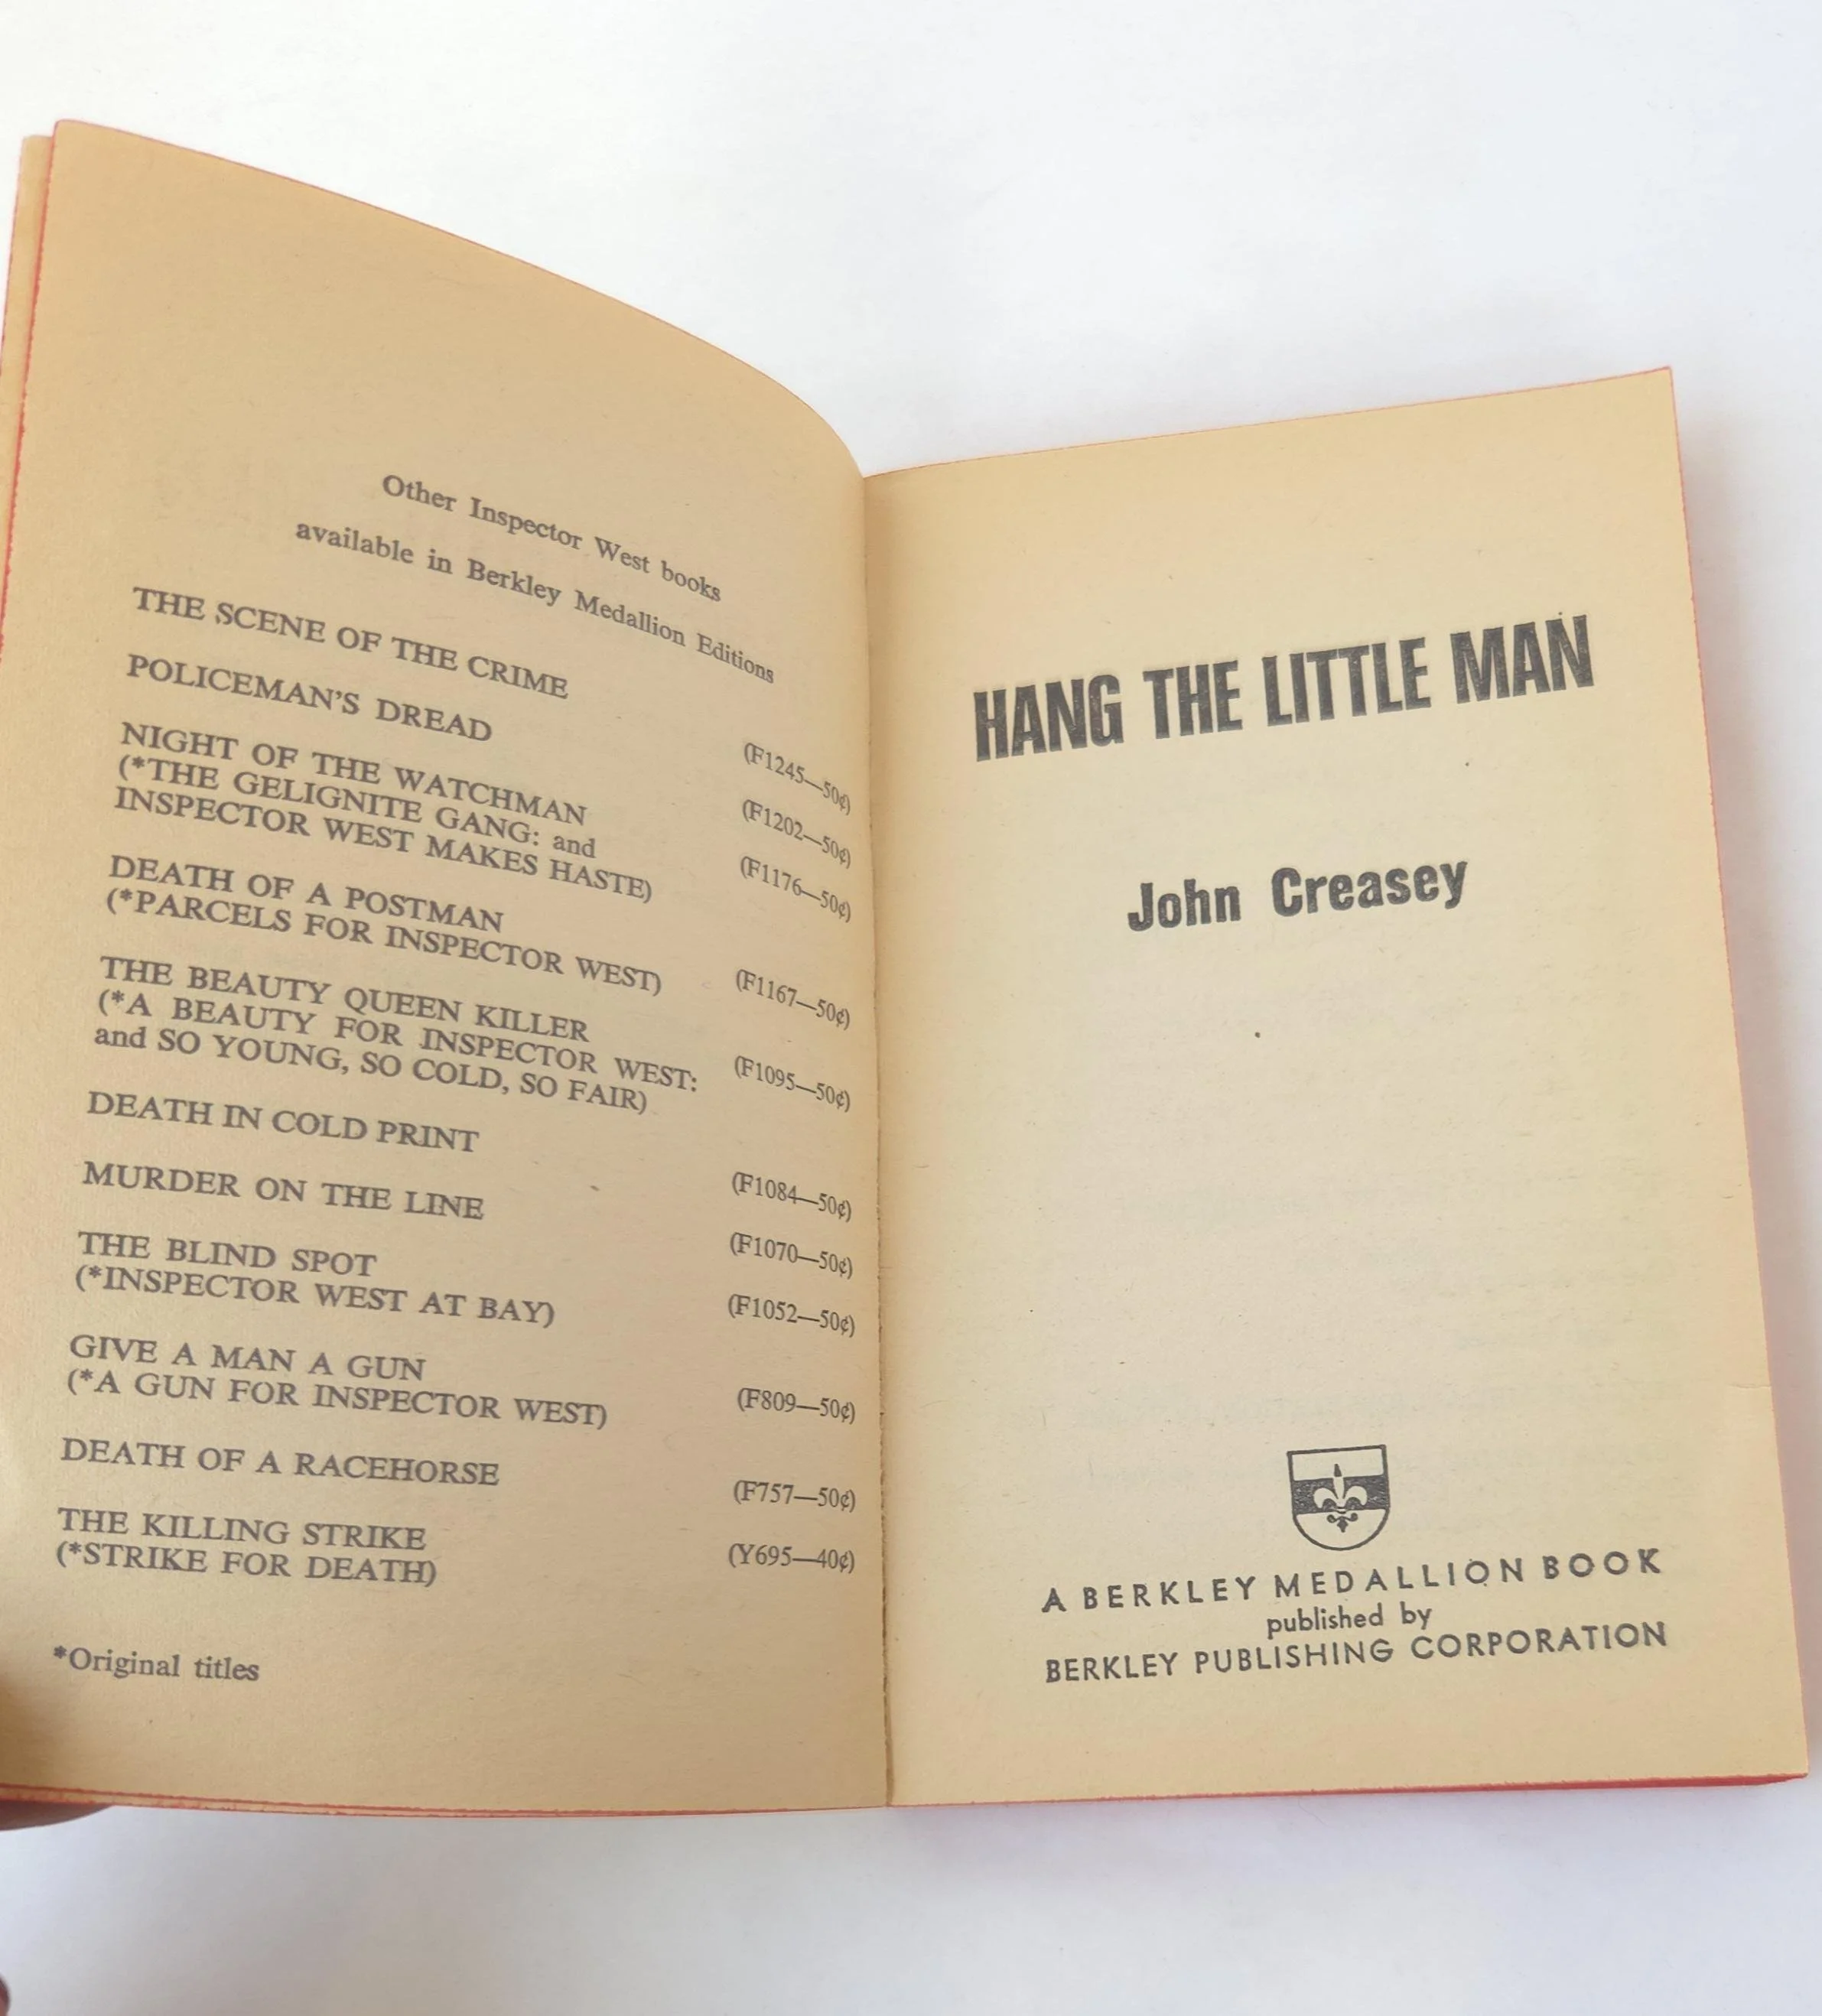 Other Inspector West books
available in Berkley Medallion Editions
THE SCENE OF THE CRIME (F1245—50¢)
POLICEMAN'S DREAD (F1202—50¢)
NIGHT OF THE WATCHMAN (F1176—50¢)
(*THE GELIGNITE GANG: and
INSPECTOR WEST MAKES HASTE)
DEATH OF A POSTMAN (F1167—50¢)
(*PARCELS FOR INSPECTOR WEST)
THE BEAUTY QUEEN KILLER (F1095—50¢)
(*A BEAUTY FOR INSPECTOR WEST:
and SO YOUNG, SO COLD, SO FAIR)
DEATH IN COLD PRINT (F1084—50¢)
MURDER ON THE LINE (F1070—50¢)
THE BLIND SPOT (F1052—50¢)
(*INSPECTOR WEST AT BAY)
GIVE A MAN A GUN (F809—50¢)
(*A GUN FOR INSPECTOR WEST)
DEATH OF A RACEHORSE (F757—50¢)
THE KILLING STRIKE (Y695—40¢)
(*STRIKE FOR DEATH)
*Original titles
HANG THE LITTLE MAN
John Creasey
A BERKLEY MEDALLION BOOK
published by
BERKLEY PUBLISHING CORPORATION